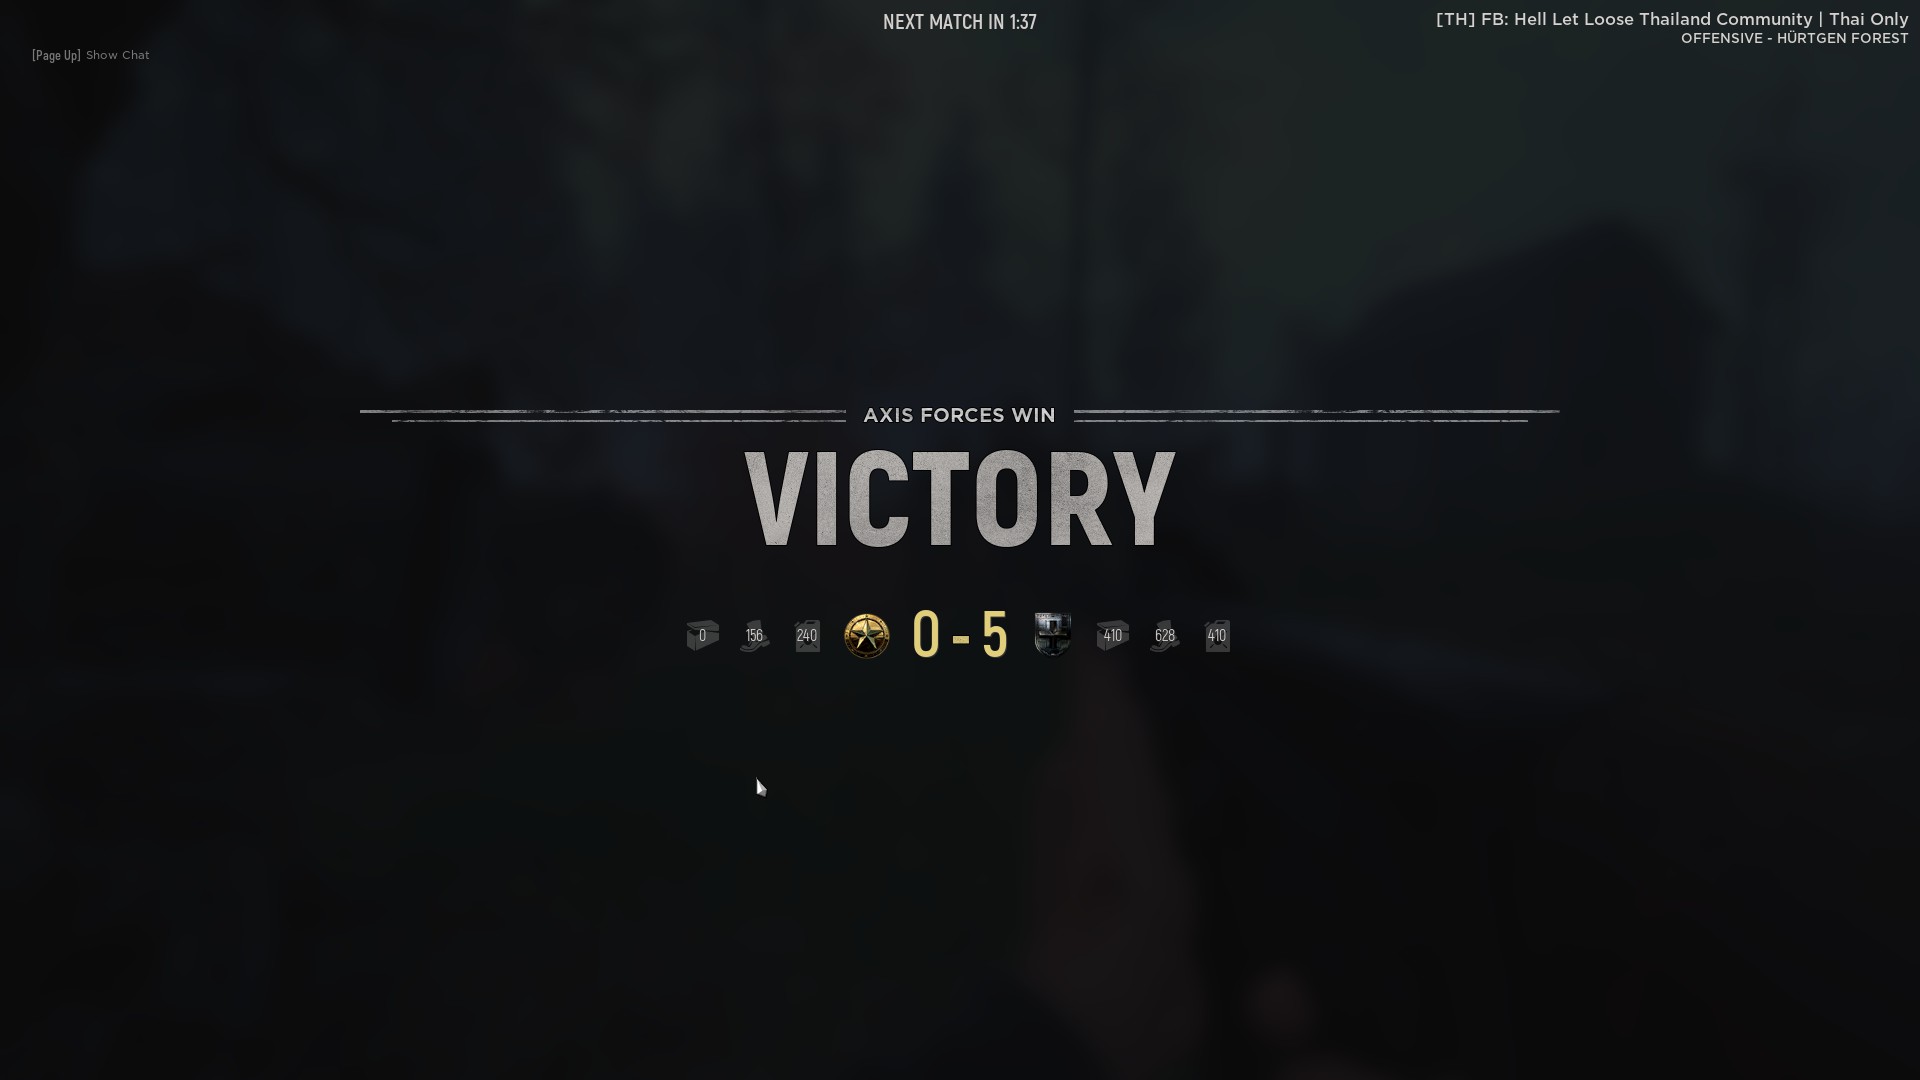 NEXT MATCH IN 1:37
[TH] FB: Hell Let Loose Thailand Community | Thai Only
OFFENSIVE - HÜRTGEN FOREST
[Page Up] Show Chat
AXIS FORCES WIN
VICTORY
0 156 240 0 - 5 410 628 410